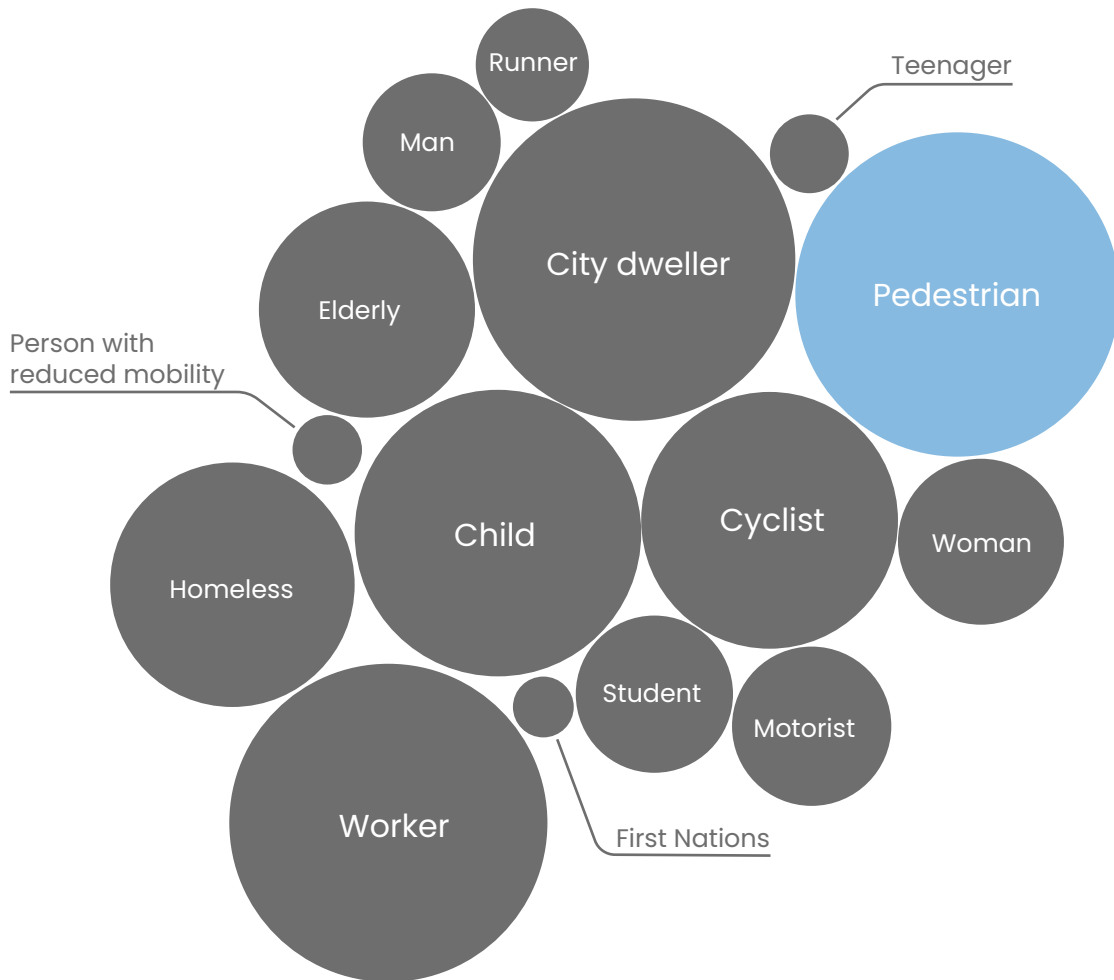 Runner
Teenager
Man
City dweller
Pedestrian
Elderly
Person with
reduced mobility
Child
Cyclist
Woman
Homeless
Student
Motorist
Worker
First Nations